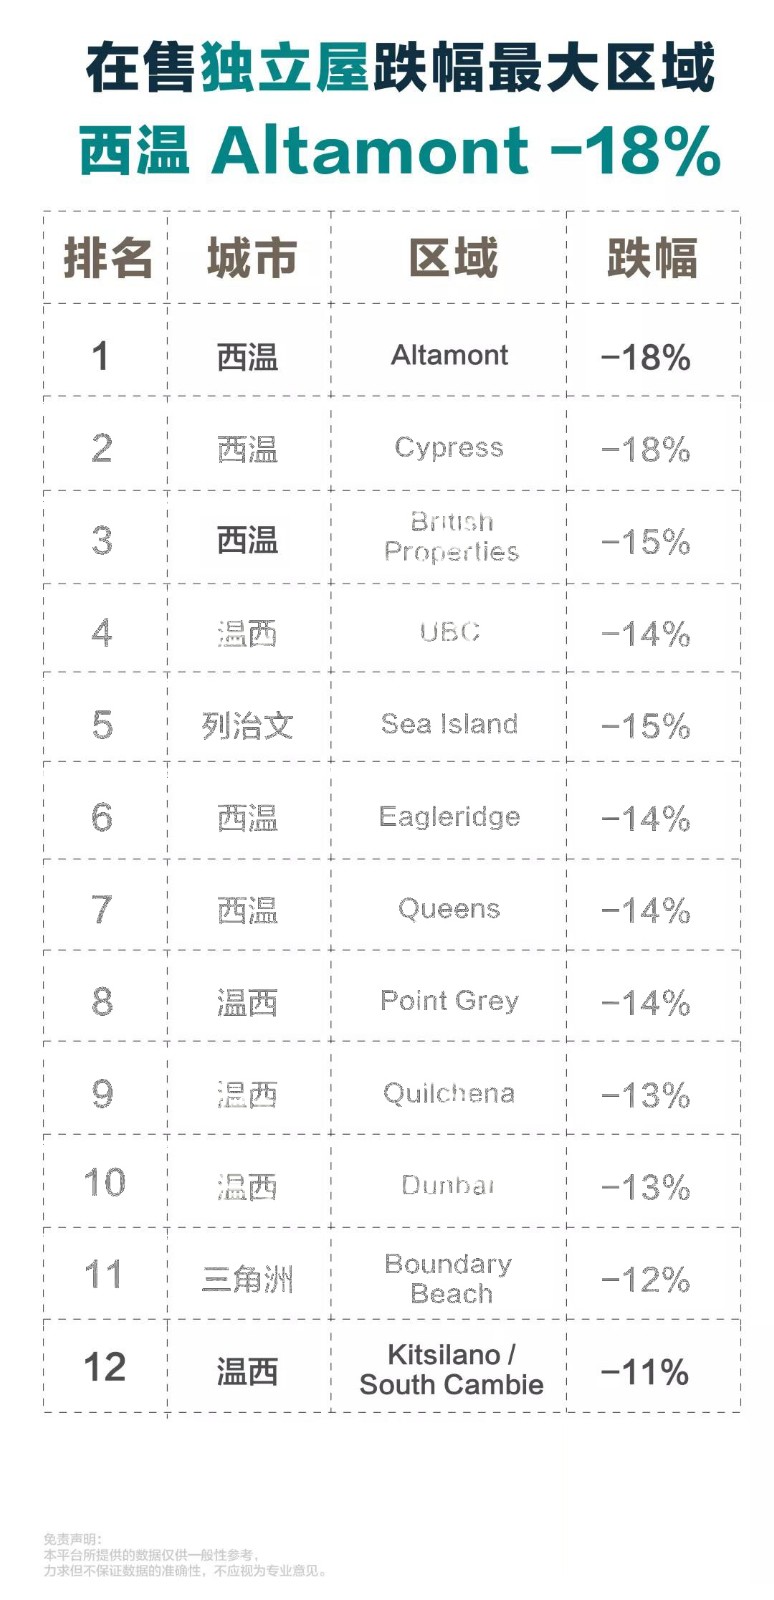 在售独立屋跌幅最大区域
西温 Altamont -18%
排名 城市 区域 跌幅
1 西温 Altamont -18%
2 西温 Cypress -18%
3 西温 British Properties -15%
4 温西 UBC -14%
5 列治文 Sea Island -15%
6 西温 Eagleridge -14%
7 西温 Queens -14%
8 温西 Point Grey -14%
9 温西 Quilchena -13%
10 温西 Dunbar -13%
11 三角洲 Boundary Beach -12%
12 温西 Kitsilano / South Cambie -11%
免责声明：
本平台所提供的数据仅供一般性参考，
力求但不保证数据的准确性，不应视为专业意见。